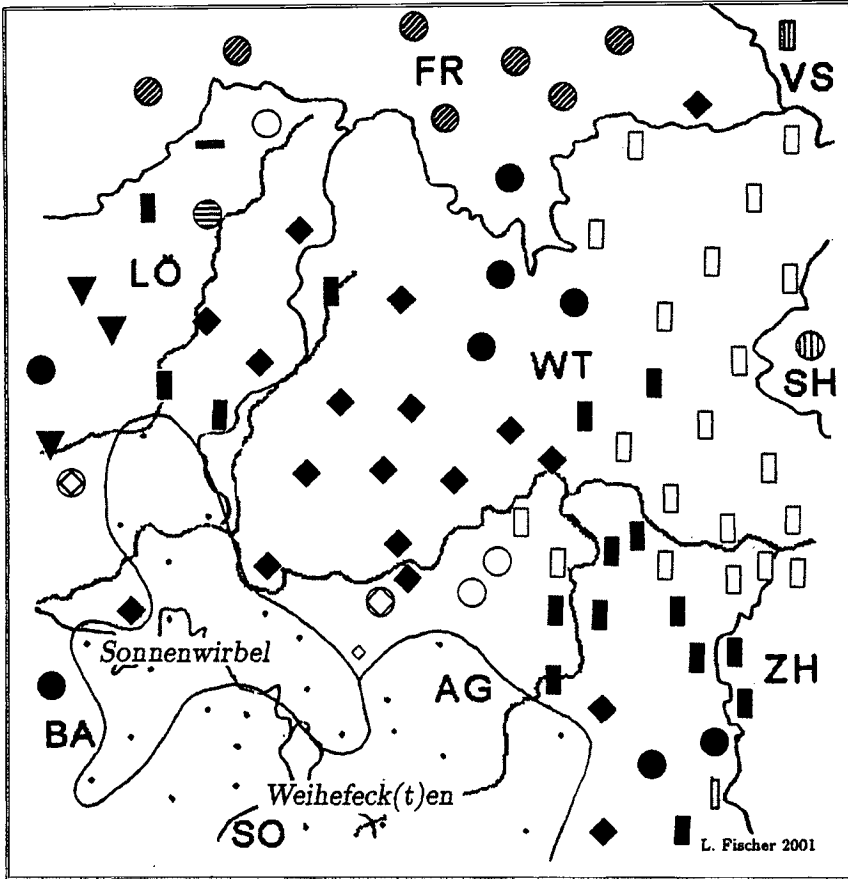 FR
VS
LÖ
WT
SH
Sonnenwirbel
AG
ZH
BA
Weihefeck(t)en
SO
L. Fischer 2001